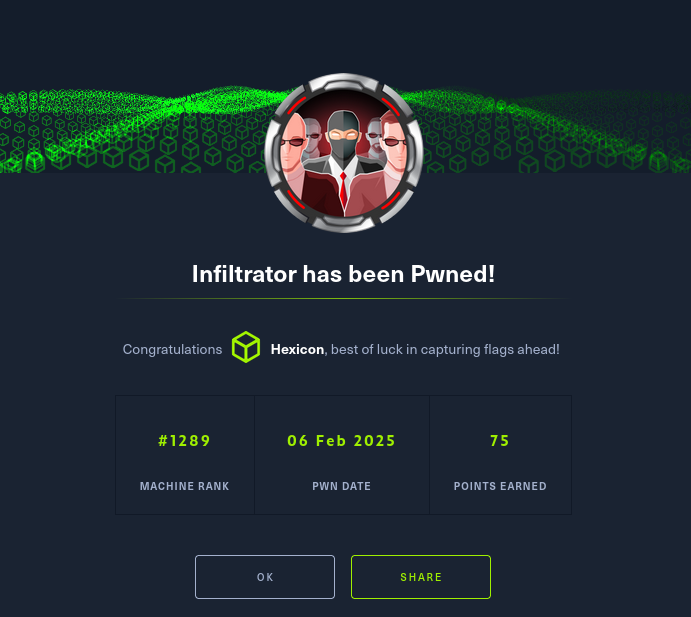 Infiltrator has been Pwned!
Congratulations Hexicon, best of luck in capturing flags ahead!
#1289 06 Feb 2025 75
MACHINE RANK PWN DATE POINTS EARNED
OK SHARE